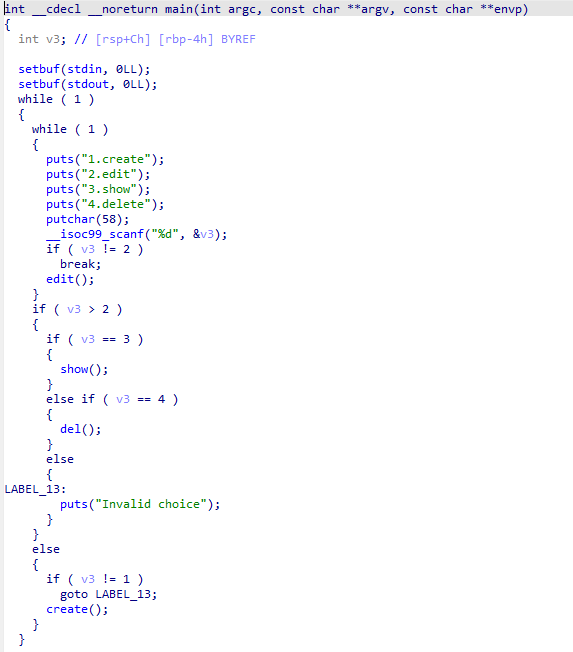 int __cdecl __noreturn main(int argc, const char **argv, const char **envp)
{
  int v3; // [rsp+Ch] [rbp-4h] BYREF

  setbuf(stdin, 0LL);
  setbuf(stdout, 0LL);
  while ( 1 )
  {
    while ( 1 )
    {
      puts("1.create");
      puts("2.edit");
      puts("3.show");
      puts("4.delete");
      putchar(58);
      __isoc99_scanf("%d", &v3);
      if ( v3 != 2 )
        break;
      edit();
    }
    if ( v3 > 2 )
    {
      if ( v3 == 3 )
      {
        show();
      }
      else if ( v3 == 4 )
      {
        del();
      }
      else
      {
LABEL_13:
        puts("Invalid choice");
      }
    }
    else
    {
      if ( v3 != 1 )
        goto LABEL_13;
      create();
    }
  }